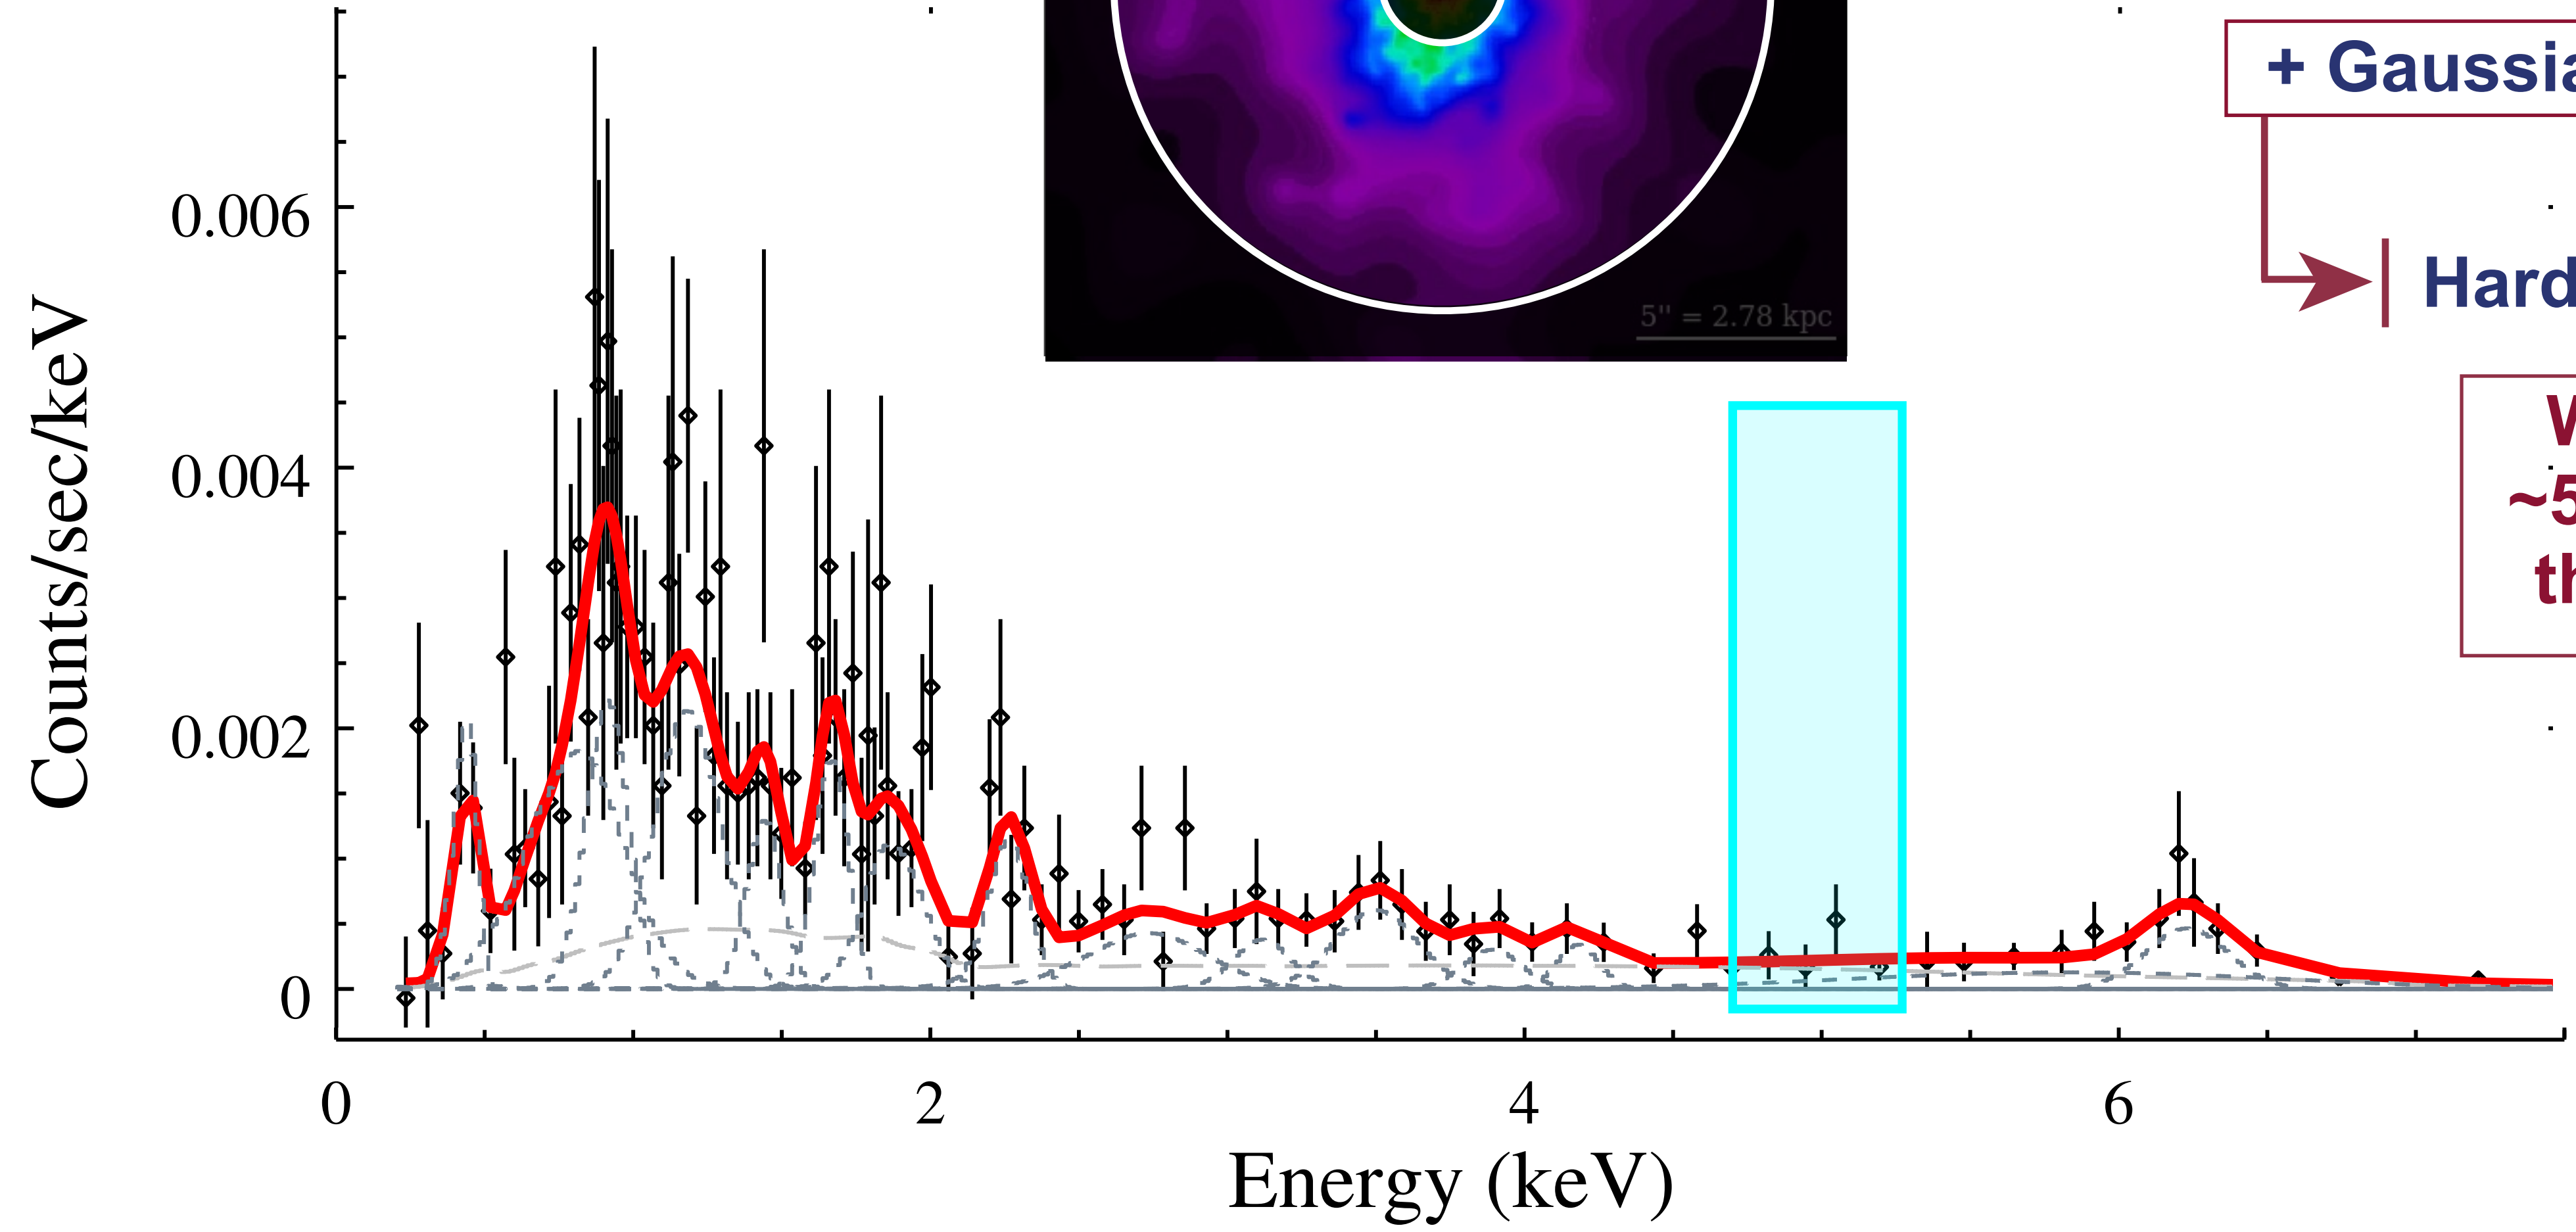 + Gaussia
Hard
W
~5
th
5" = 2.78 kpc
Counts/sec/keV
0.006
0.004
0.002
0
0
2
4
6
Energy (keV)